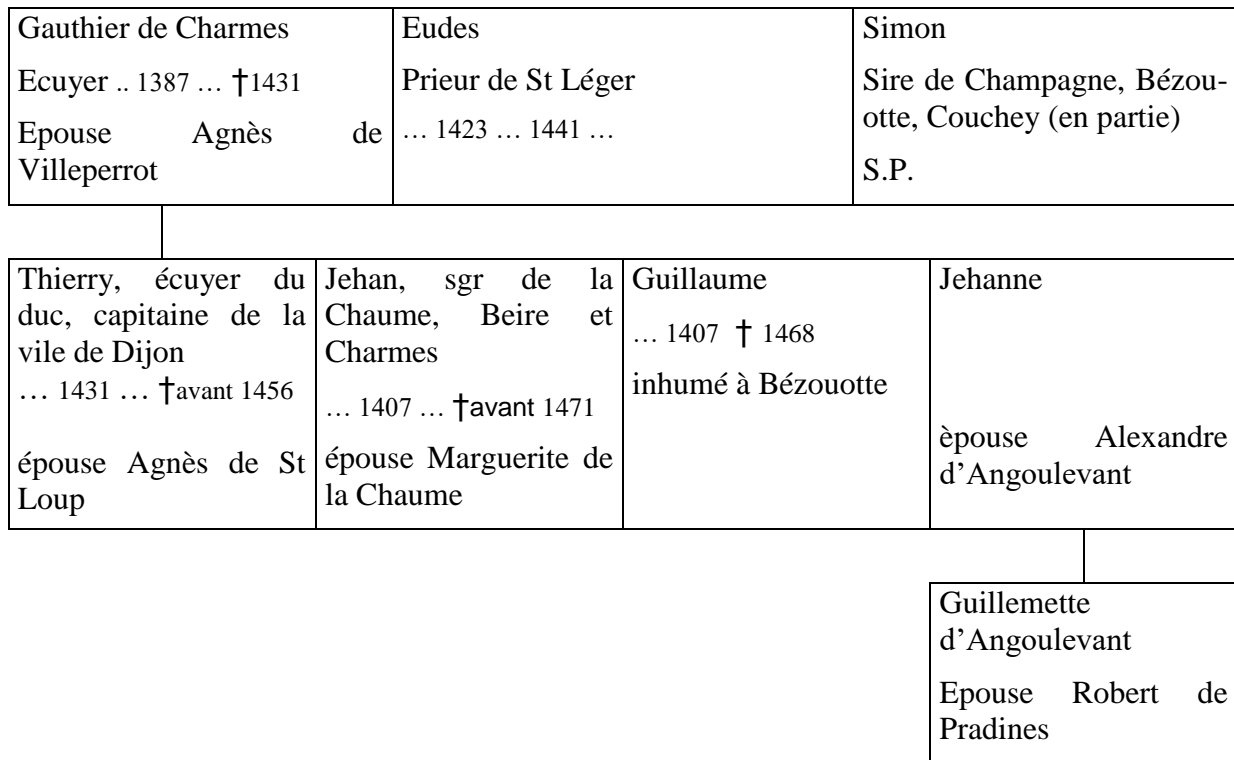 Gauthier de Charmes
Ecuyer .. 1387 … †1431
Epouse Agnès de
Villeperrot
Eudes
Prieur de St Léger
… 1423 … 1441 …
Simon
Sire de Champagne, Bézou-
otte, Couchey (en partie)
S.P.
Thierry, écuyer du
duc, capitaine de la
vile de Dijon
… 1431 … †avant 1456
épouse Agnès de St
Loup
Jehan, sgr de la
Chaume, Beire et
Charmes
… 1407 … †avant 1471
épouse Marguerite de
la Chaume
Guillaume
… 1407 † 1468
inhumé à Bézouotte
Jehanne
èpouse Alexandre
d’Angoulevant
Guillemette
d’Angoulevant
Epouse Robert de
Pradines